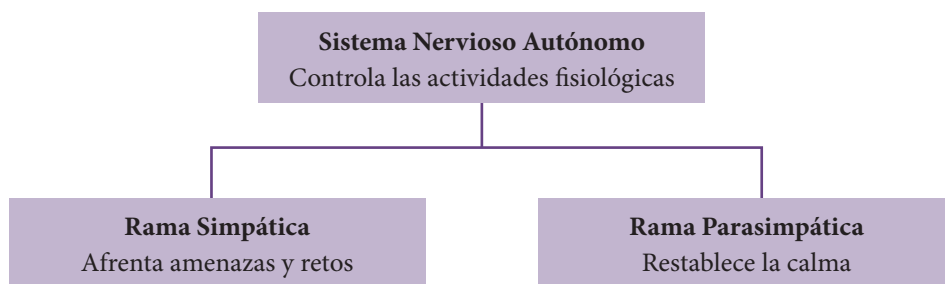 Sistema Nervioso Autónomo
Controla las actividades fisiológicas
Rama Simpática
Afrenta amenazas y retos
Rama Parasimpática
Restablece la calma